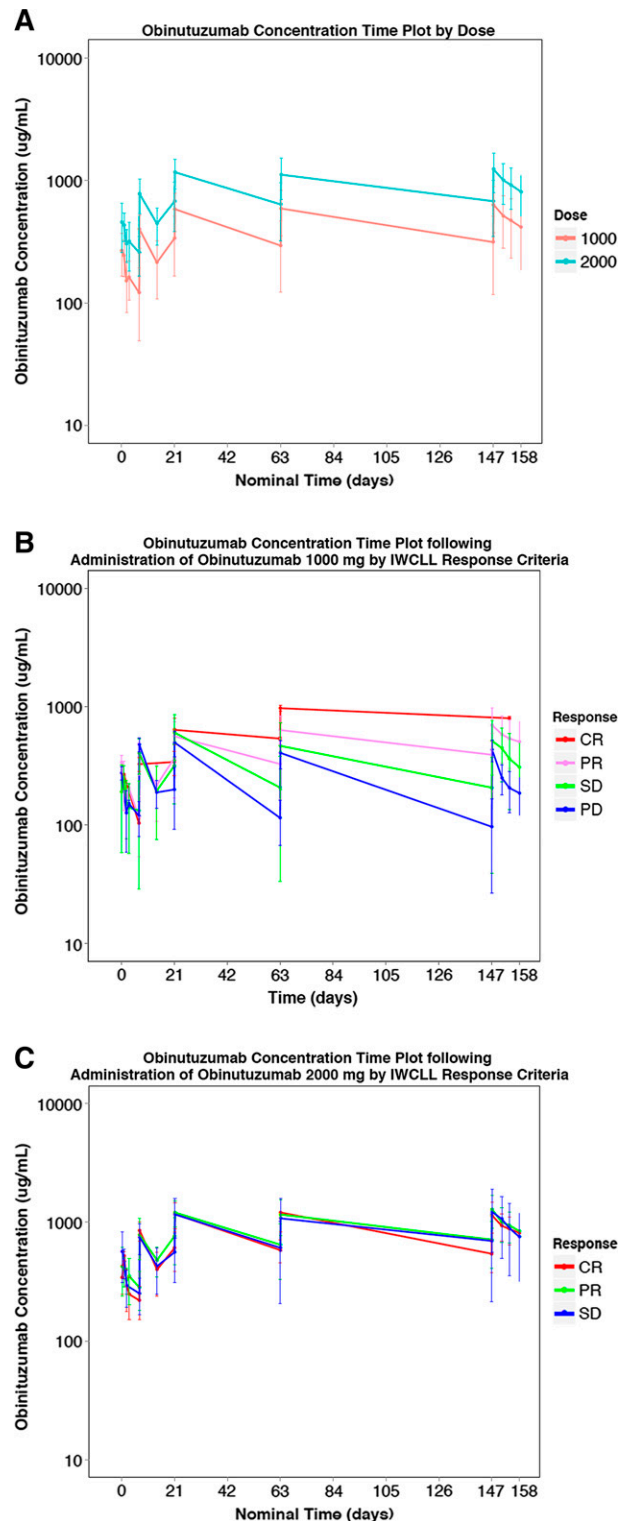 A
Obinutuzumab Concentration Time Plot by Dose
Obinituzumab Concentration (ug/mL)
10000
1000
100
10
0 21 42 63 84 105 126 147 158
Nominal Time (days)
Dose
1000
2000
B
Obinutuzumab Concentration Time Plot following
Administration of Obinutuzumab 1000 mg by IWCLL Response Criteria
Obinituzumab Concentration (ug/mL)
10000
1000
100
10
0 21 42 63 84 105 126 147 158
Time (days)
Response
CR
PR
SD
PD
C
Obinutuzumab Concentration Time Plot following
Administration of Obinutuzumab 2000 mg by IWCLL Response Criteria
Obinituzumab Concentration (ug/mL)
10000
1000
100
10
0 21 42 63 84 105 126 147 158
Nominal Time (days)
Response
CR
PR
SD